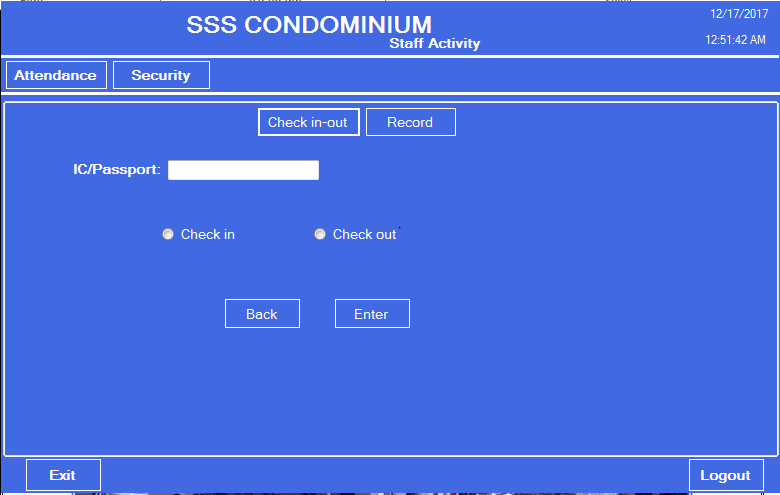 SSS CONDOMINIUM
Staff Activity
12/17/2017
12:51:42 AM
Attendance
Security
Check in-out
Record
IC/Passport:
Check in
Check out
Back
Enter
Exit
Logout